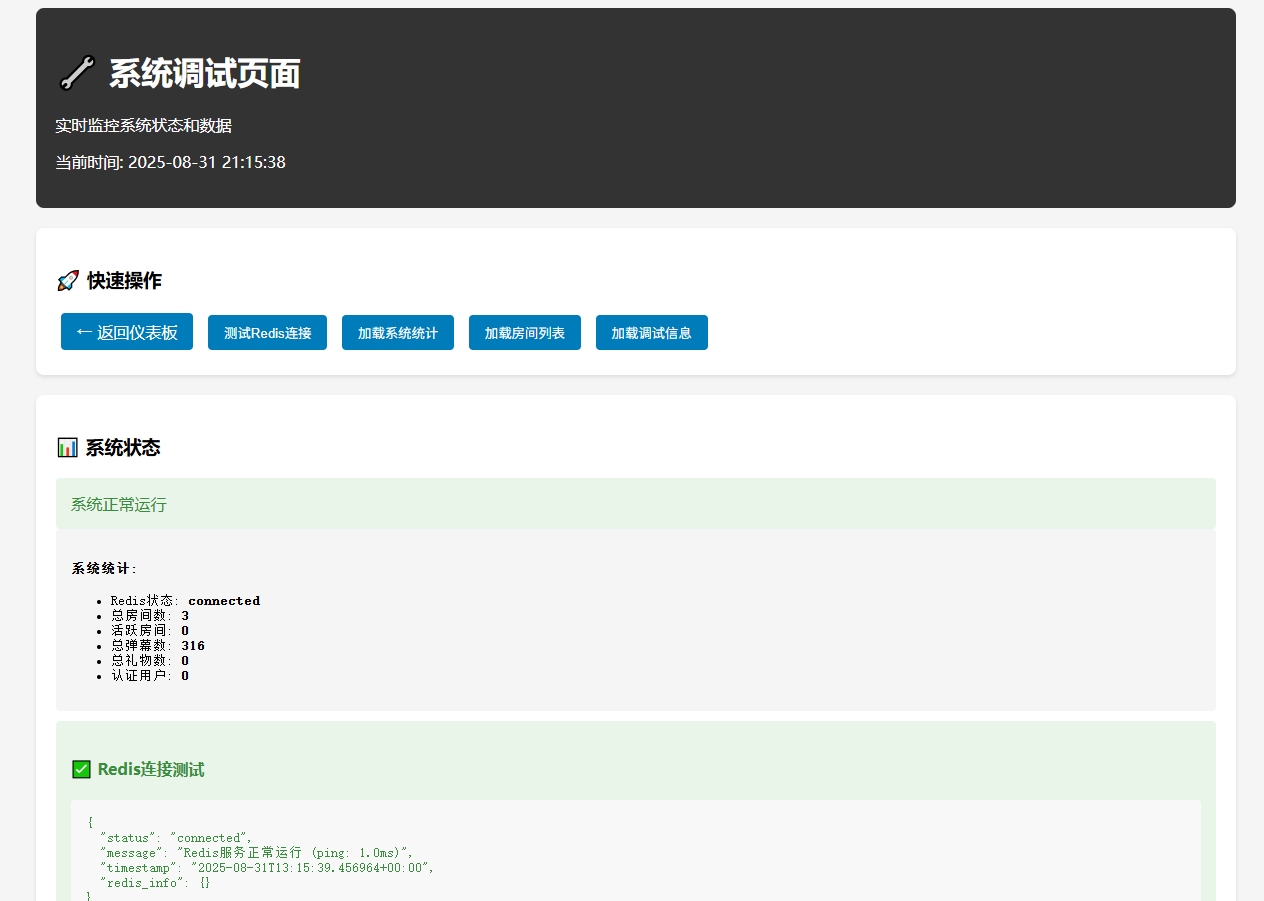 🔧 系统调试页面
实时监控系统状态和数据
当前时间: 2025-08-31 21:15:38
🚀 快速操作
← 返回仪表板 测试Redis连接 加载系统统计 加载房间列表 加载调试信息
📊 系统状态
系统正常运行
系统统计:
• Redis状态: connected
• 总房间数: 3
• 活跃房间: 0
• 总弹幕数: 316
• 总礼物数: 0
• 认证用户: 0
✅ Redis连接测试
{
"status": "connected",
"message": "Redis服务正常运行 (ping: 1.0ms)",
"timestamp": "2025-08-31T13:15:39.456964+00:00",
"redis_info": {}
}